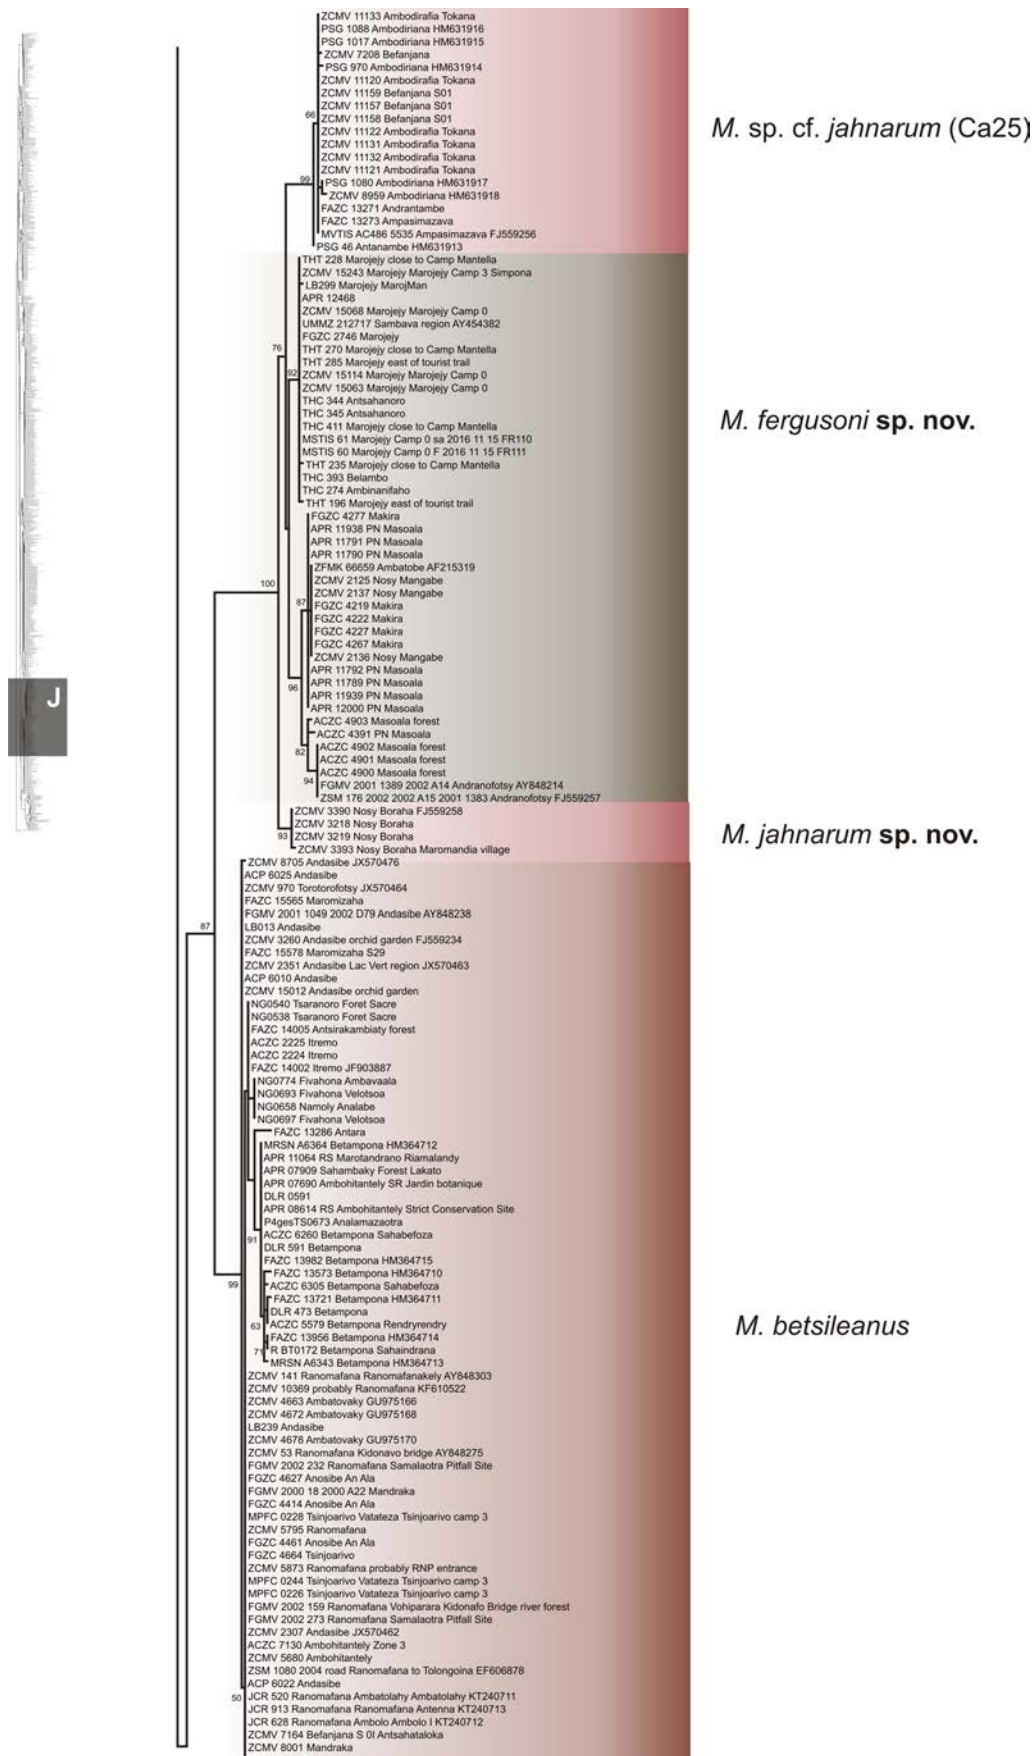 ZCMV 11133 Ambodirafia Tokana
PSG 1088 Ambodiriana HM631916
PSG 1017 Ambodiriana HM631915
ZCMV 7208 Befanjana
PSG 970 Ambodiriana HM631914
ZCMV 11120 Ambodirafia Tokana
ZCMV 11159 Befanjana S01
ZCMV 11157 Befanjana S01
66
ZCMV 11158 Befanjana S01
ZCMV 11122 Ambodirafia Tokana
M. sp. cf. jahnarum (Ca25)
ZCMV 11131 Ambodirafia Tokana
ZCMV 11132 Ambodirafia Tokana
ZCMV 11121 Ambodirafia Tokana
99
PSG 1080 Ambodiriana HM631917
ZCMV 8959 Ambodiriana HM631918
FAZC 13271 Andrantambe
FAZC 13273 Ampasimazava
MVTIS AC486 5535 Ampasimazava FJ559256
PSG 46 Antanambe HM631913
THT 228 Marojejy close to Camp Mantella
ZCMV 15243 Marojejy Marojejy Camp 3 Simpona
LB299 Marojejy MarojMan
APR 12468
ZCMV 15068 Marojejy Marojejy Camp 0
UMMZ 212717 Sambava region AY454382
FGZC 2746 Marojejy
76
THT 270 Marojejy close to Camp Mantella
THT 285 Marojejy east of tourist trail
92
ZCMV 15114 Marojejy Marojejy Camp 0
ZCMV 15063 Marojejy Marojejy Camp 0
THC 344 Antsahanoro
THC 345 Antsahanoro
M. fergusoni sp. nov.
THC 411 Marojejy close to Camp Mantella
MSTIS 61 Marojejy Camp 0 sa 2016 11 15 FR110
MSTIS 60 Marojejy Camp 0 F 2016 11 15 FR111
THT 235 Marojejy close to Camp Mantella
THC 393 Belambo
THC 274 Ambinanifaho
THT 196 Marojejy east of tourist trail
FGZC 4277 Makira
APR 11938 PN Masoala
APR 11791 PN Masoala
APR 11790 PN Masoala
ZFMK 66659 Ambatobe AF215319
100
ZCMV 2125 Nosy Mangabe
ZCMV 2137 Nosy Mangabe
87
FGZC 4219 Makira
FGZC 4222 Makira
FGZC 4227 Makira
FGZC 4267 Makira
ZCMV 2136 Nosy Mangabe
APR 11792 PN Masoala
APR 11789 PN Masoala
96
APR 11939 PN Masoala
J
APR 12000 PN Masoala
ACZC 4903 Masoala forest
ACZC 4391 PN Masoala
82
ACZC 4902 Masoala forest
ACZC 4901 Masoala forest
ACZC 4900 Masoala forest
94
FGMV 2001 1389 2002 A14 Andranofotsy AY848214
ZSM 176 2002 2002 A15 2001 1383 Andranofotsy FJ559257
ZCMV 3390 Nosy Boraha FJ559258
ZCMV 3218 Nosy Boraha
93
ZCMV 3219 Nosy Boraha
M. jahnarum sp. nov.
ZCMV 3393 Nosy Boraha Maromandia village
ZCMV 8705 Andasibe JX570476
ACP 6025 Andasibe
ZCMV 970 Torotorofotsy JX570464
FAZC 15565 Maromizaha
FGMV 2001 1049 2002 D79 Andasibe AY848238
87
LB013 Andasibe
ZCMV 3260 Andasibe orchid garden FJ559234
FAZC 15578 Maromizaha S29
ZCMV 2351 Andasibe Lac Vert region JX570463
ACP 6010 Andasibe
ZCMV 15012 Andasibe orchid garden
NG0540 Tsaranoro Foret Sacre
NG0538 Tsaranoro Foret Sacre
FAZC 14005 Antsirakambiaty forest
ACZC 2225 Itremo
ACZC 2224 Itremo
FAZC 14002 Itremo JF903887
NG0774 Fivahona Ambavaala
NG0693 Fivahona Velotsoa
NG0658 Namoly Analabe
NG0697 Fivahona Velotsoa
FAZC 13286 Antara
MRSN A6364 Betampona HM364712
APR 11064 RS Marotandrano Riamalandy
APR 07909 Sahambaky Forest Lakato
APR 07690 Ambohitantely SR Jardin botanique
DLR 0591
APR 08614 RS Ambohitantely Strict Conservation Site
P4gesTS0673 Analamazaotra
91
ACZC 6260 Betampona Sahabefoza
DLR 591 Betampona
FAZC 13982 Betampona HM364715
FAZC 13573 Betampona HM364710
99
ACZC 6305 Betampona Sahabefoza
FAZC 13721 Betampona HM364711
DLR 473 Betampona
63
ACZC 5579 Betampona Rendryrendry
M. betsileanus
FAZC 13956 Betampona HM364714
71
R BT0172 Betampona Sahaindrana
MRSN A6343 Betampona HM364713
ZCMV 141 Ranomafana Ranomafanakely AY848303
ZCMV 10369 probably Ranomafana KF610522
ZCMV 4663 Ambatovaky GU975166
ZCMV 4672 Ambatovaky GU975168
LB239 Andasibe
ZCMV 4678 Ambatovaky GU975170
ZCMV 53 Ranomafana Kidonavo bridge AY848275
FGMV 2002 232 Ranomafana Samalaotra Pitfall Site
FGZC 4627 Anosibe An Ala
FGMV 2000 18 2000 A22 Mandraka
FGZC 4414 Anosibe An Ala
MPFC 0228 Tsinjoarivo Vatateza Tsinjoarivo camp 3
ZCMV 5795 Ranomafana
FGZC 4461 Anosibe An Ala
FGZC 4664 Tsinjoarivo
ZCMV 5873 Ranomafana probably RNP entrance
MPFC 0244 Tsinjoarivo Vatateza Tsinjoarivo camp 3
MPFC 0226 Tsinjoarivo Vatateza Tsinjoarivo camp 3
FGMV 2002 159 Ranomafana Vohiparara Kidonafo Bridge river forest
FGMV 2002 273 Ranomafana Samalaotra Pitfall Site
ZCMV 2307 Andasibe JX570462
ACZC 7130 Ambohitantely Zone 3
ZCMV 5680 Ambohitantely
ZSM 1080 2004 road Ranomafana to Tolongoina EF606878
ACP 6022 Andasibe
50
JCR 520 Ranomafana Ambatolahy Ambatolahy KT240711
JCR 913 Ranomafana Ranomafana Antenna KT240713
JCR 628 Ranomafana Ambolo Ambolo I KT240712
ZCMV 7164 Befanjana S 0I Antsahataloka
ZCMV 8001 Mandraka